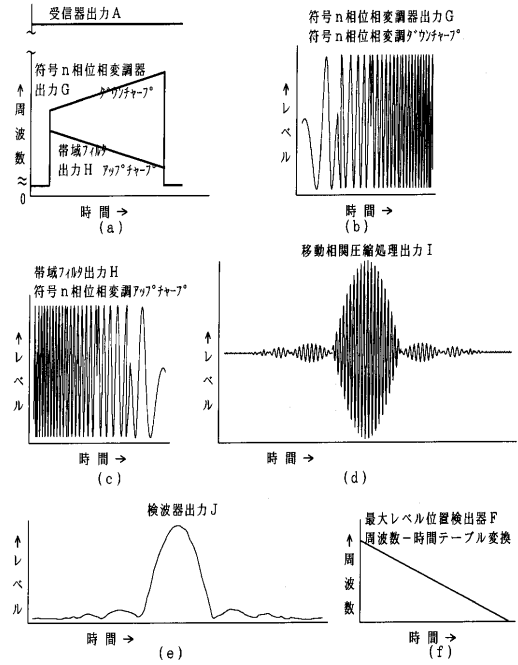 受信器出力A
符号n相位相変調器
出力G ﾀﾞｳﾝﾁｬｰﾌﾟ
帯域ﾌｨﾙﾀ
出力H ｱｯﾌﾟﾁｬｰﾌﾟ
↑周波数
0
時間→
(a)
符号n相位相変調器出力G
符号n相位相変調ﾀﾞｳﾝﾁｬｰﾌﾟ
↑レベル
時間→
(b)
帯域ﾌｨﾙﾀ出力H
符号n相位相変調ｱｯﾌﾟﾁｬｰﾌﾟ
↑レベル
時間→
(c)
移動相関圧縮処理出力I
↑レベル
時間→
(d)
検波器出力J
↑レベル
時間→
(e)
最大レベル位置検出器F
周波数－時間テーブル変換
↑周波数
時間→
(f)